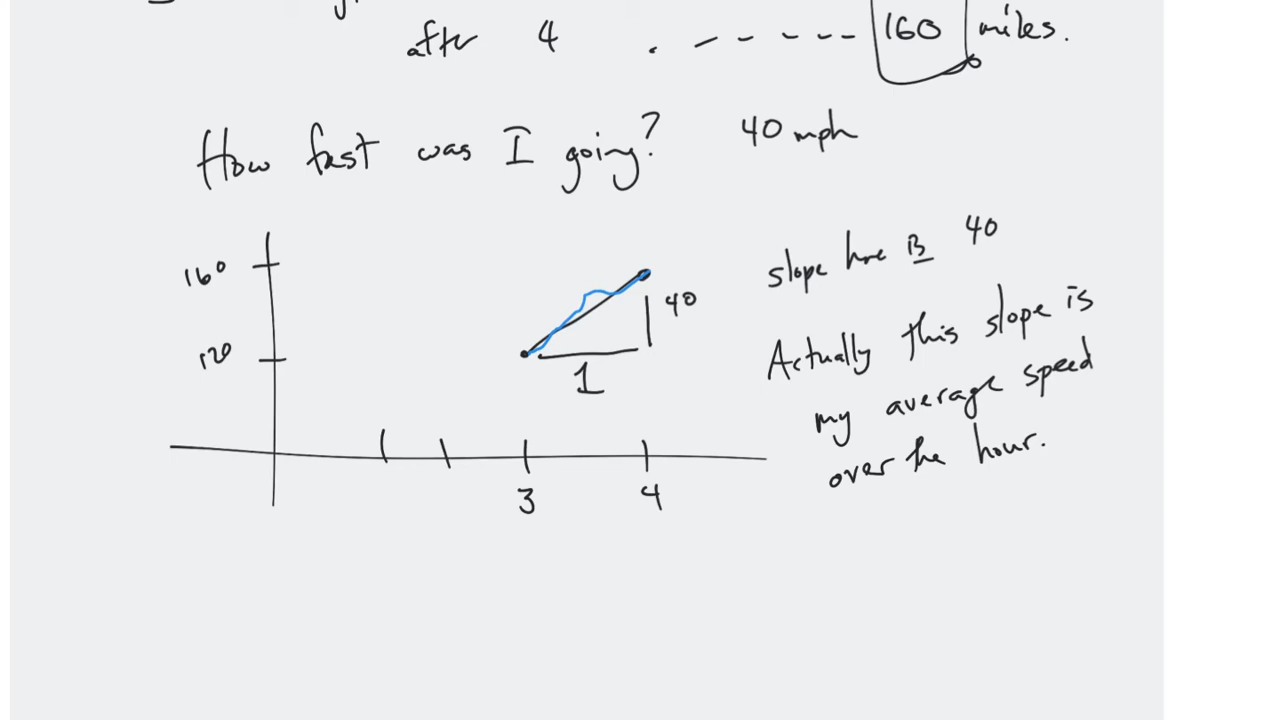 after 4 . - - - - - 160 miles.
How fast was I going? 40 mph
slope here is 40
160
40
Actually this slope is
120
1
my average speed
over the hour.
3 4